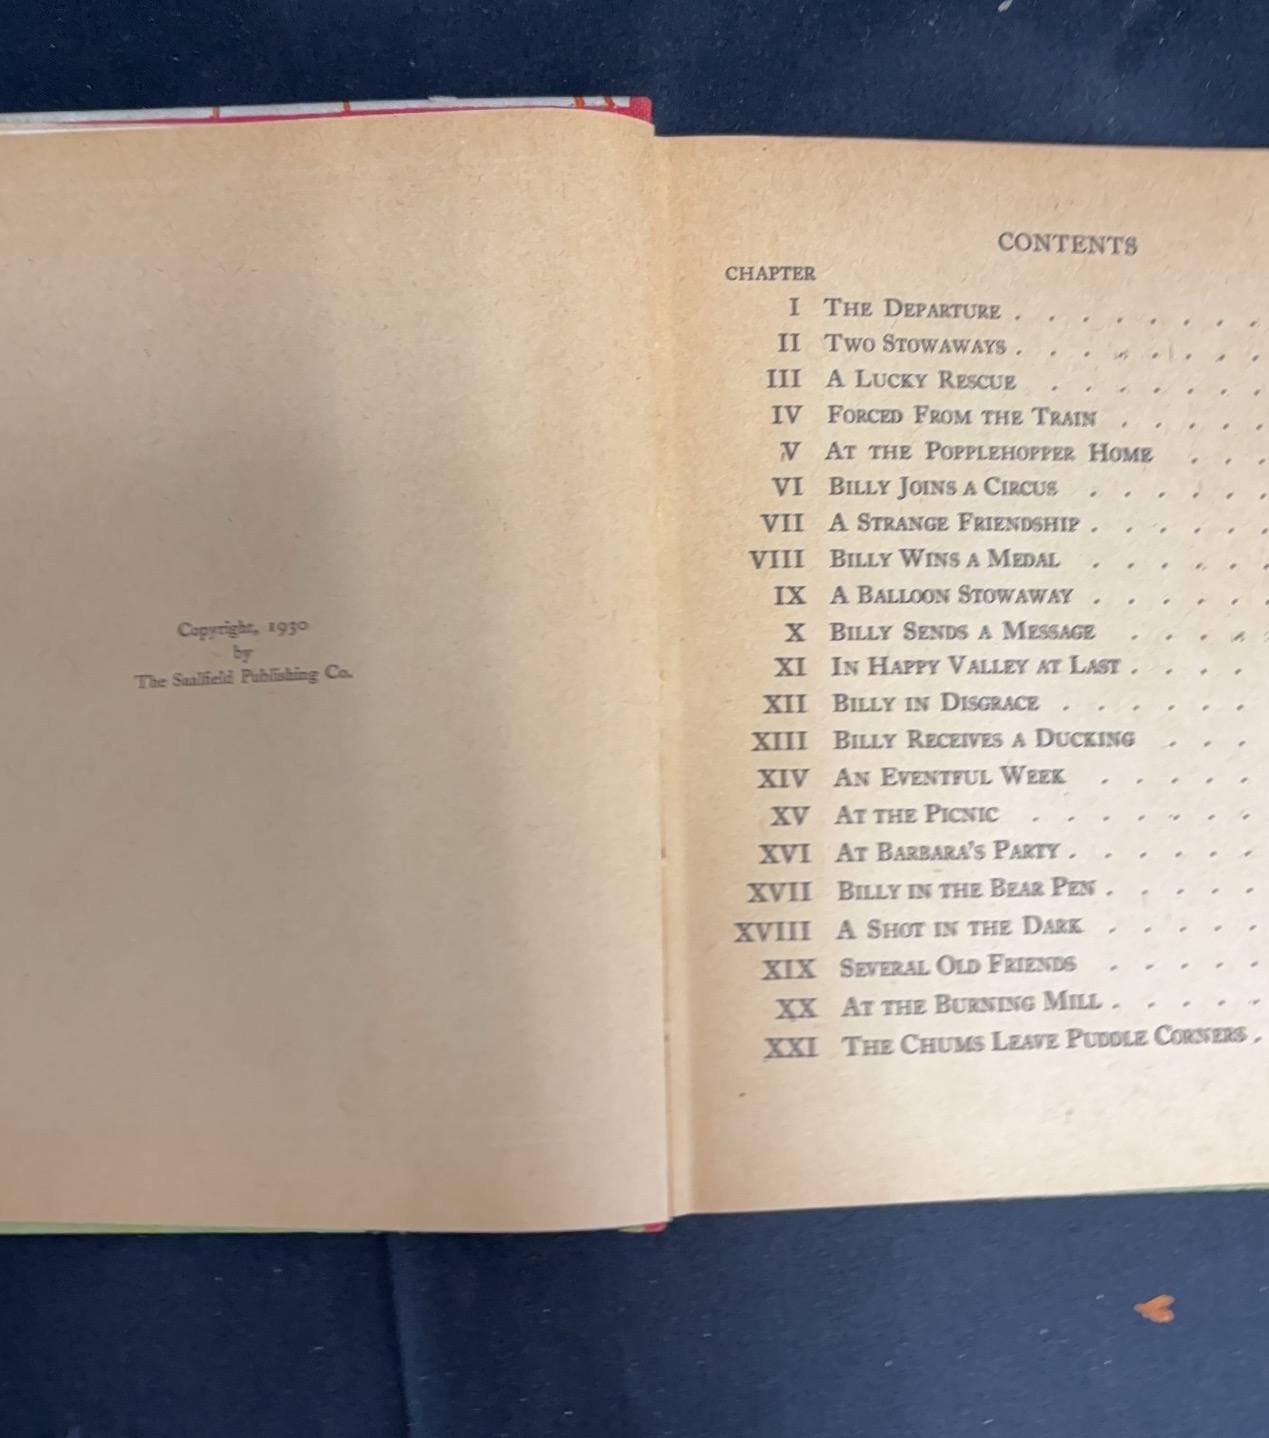 Copyright, 1930
by
The Saalfield Publishing Co.
CONTENTS
CHAPTER
I THE DEPARTURE . . . . . . . .
II TWO STOWAWAYS . . . . . . . .
III A LUCKY RESCUE . . . . . . .
IV FORCED FROM THE TRAIN . . . . .
V AT THE POPPLEHOPPER HOME . . .
VI BILLY JOINS A CIRCUS . . . . . .
VII A STRANGE FRIENDSHIP . . . . . .
VIII BILLY WINS A MEDAL . . . . . .
IX A BALLOON STOWAWAY . . . . . .
X BILLY SENDS A MESSAGE . . . . .
XI IN HAPPY VALLEY AT LAST . . . .
XII BILLY IN DISGRACE . . . . . .
XIII BILLY RECEIVES A DUCKING . . .
XIV AN EVENTFUL WEEK . . . . .
XV AT THE PICNIC . . . . . . .
XVI AT BARBARA'S PARTY . . . . . .
XVII BILLY IN THE BEAR PEN . . . . .
XVIII A SHOT IN THE DARK . . . . .
XIX SEVERAL OLD FRIENDS . . . . .
XX AT THE BURNING MILL . . . . .
XXI THE CHUMS LEAVE PUDDLE CORNERS .